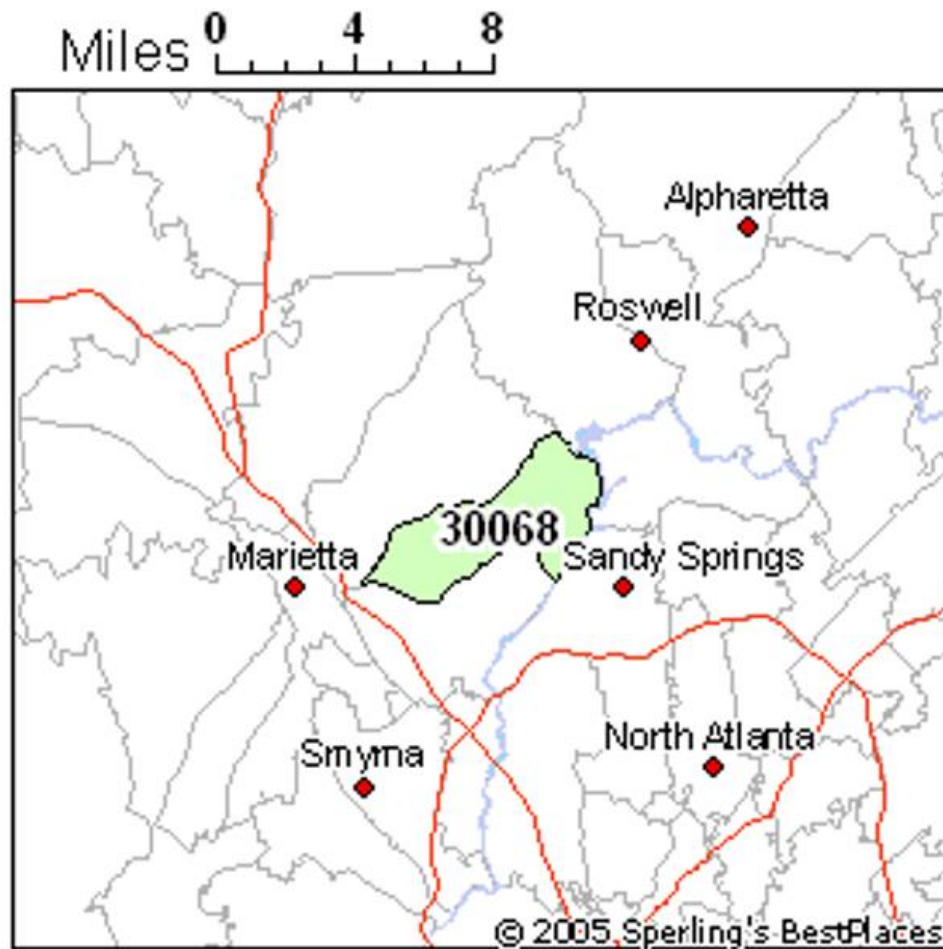 Miles 0 4 8
Alpharetta
Roswell
30068
Marietta
Sandy Springs
North Atlanta
Smyrna
© 2005 Sperling's BestPlaces